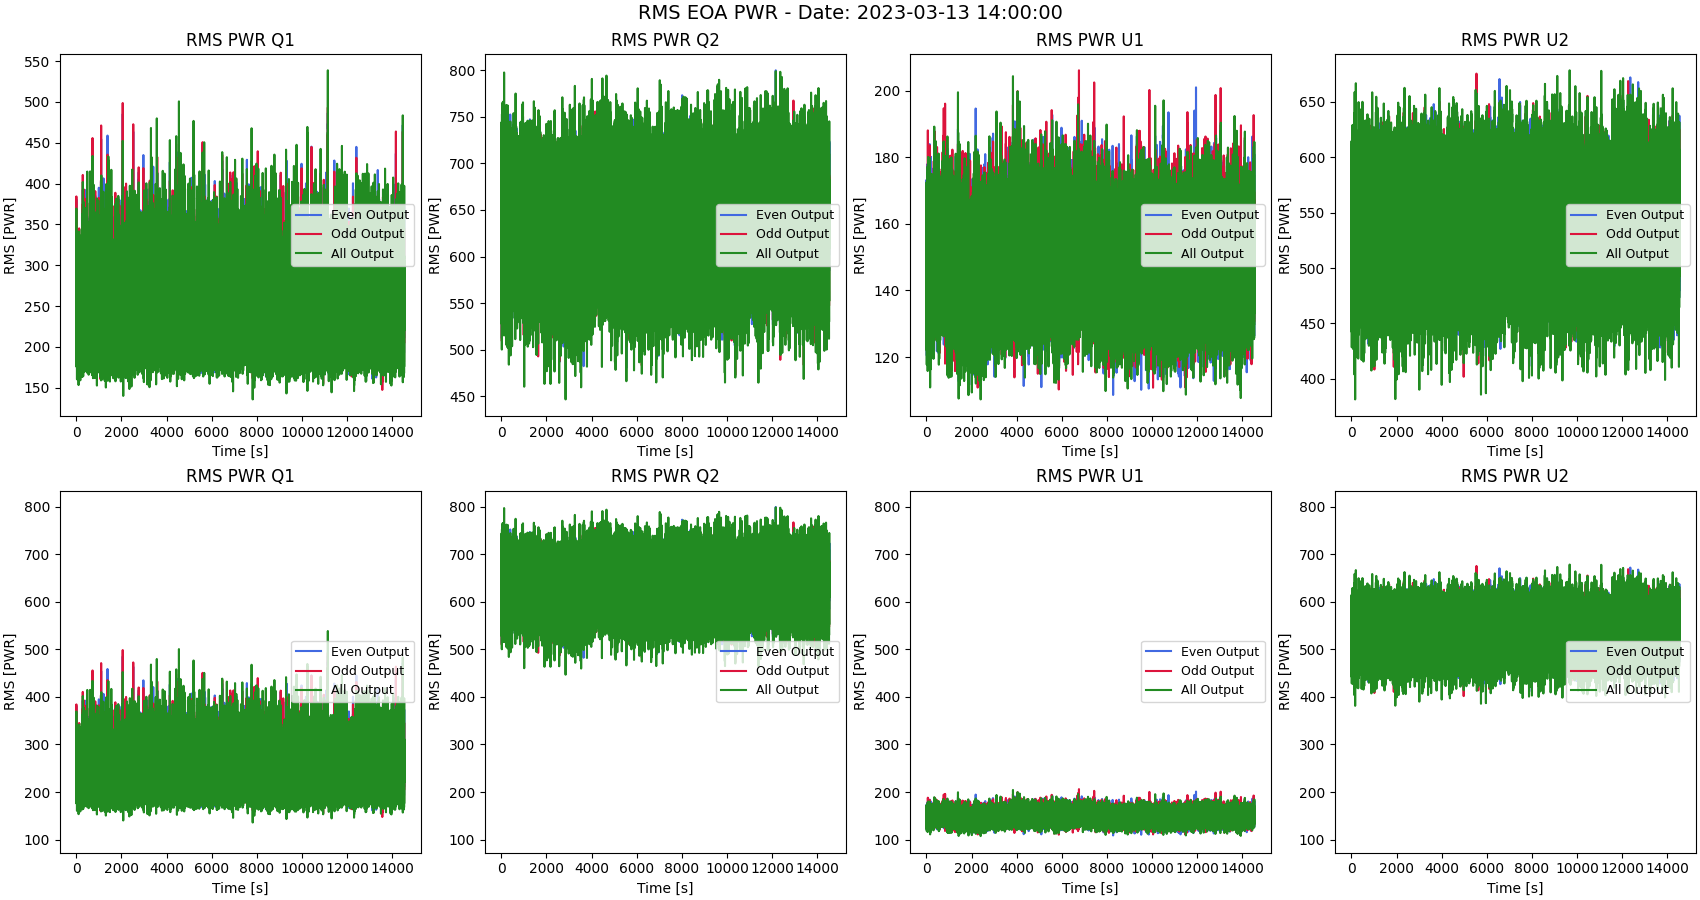 RMS EOA PWR - Date: 2023-03-13 14:00:00
RMS PWR Q1
RMS [PWR]
550
500
450
400
350
300
250
200
150
0 2000 4000 6000 8000 10000 12000 14000
Time [s]
Even Output
Odd Output
All Output
RMS PWR Q2
RMS [PWR]
800
750
700
650
600
550
500
450
0 2000 4000 6000 8000 10000 12000 14000
Time [s]
Even Output
Odd Output
All Output
RMS PWR U1
RMS [PWR]
200
180
160
140
120
0 2000 4000 6000 8000 10000 12000 14000
Time [s]
Even Output
Odd Output
All Output
RMS PWR U2
RMS [PWR]
650
600
550
500
450
400
0 2000 4000 6000 8000 10000 12000 14000
Time [s]
Even Output
Odd Output
All Output
RMS PWR Q1
RMS [PWR]
800
700
600
500
400
300
200
100
0 2000 4000 6000 8000 10000 12000 14000
Time [s]
Even Output
Odd Output
All Output
RMS PWR Q2
RMS [PWR]
800
700
600
500
400
300
200
100
0 2000 4000 6000 8000 10000 12000 14000
Time [s]
Even Output
Odd Output
All Output
RMS PWR U1
RMS [PWR]
800
700
600
500
400
300
200
100
0 2000 4000 6000 8000 10000 12000 14000
Time [s]
Even Output
Odd Output
All Output
RMS PWR U2
RMS [PWR]
800
700
600
500
400
300
200
100
0 2000 4000 6000 8000 10000 12000 14000
Time [s]
Even Output
Odd Output
All Output